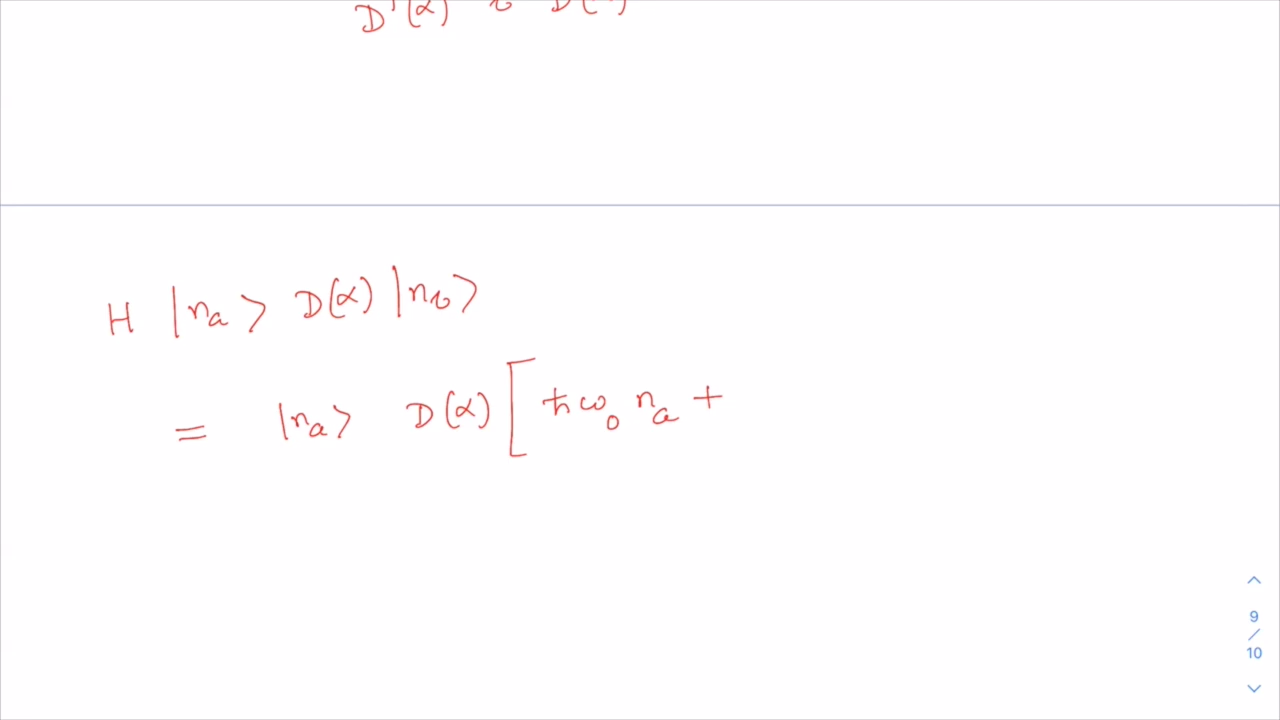 D†(α) b D(α)
H |n_a> D(α) |n_b>
= |n_a> D(α) [ ħω_0 n_a +
9
/
10